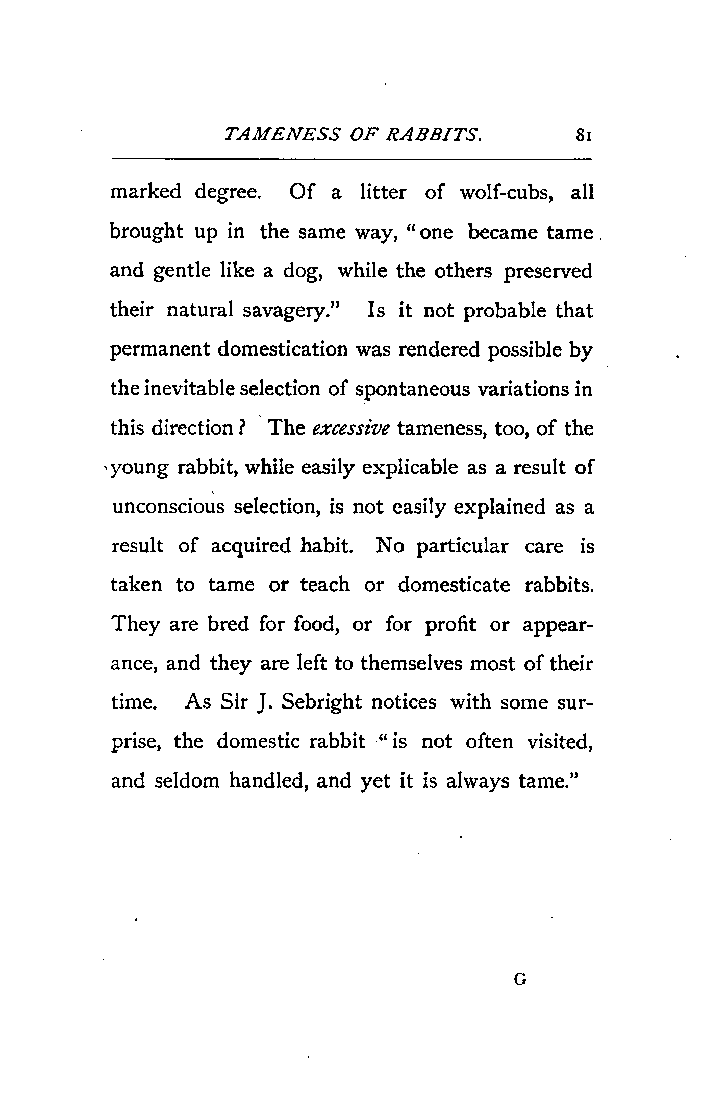 TAMENESS OF RABBITS. 81
marked degree. Of a litter of wolf-cubs, all
brought up in the same way, “one became tame
and gentle like a dog, while the others preserved
their natural savagery.” Is it not probable that
permanent domestication was rendered possible by
the inevitable selection of spontaneous variations in
this direction? The excessive tameness, too, of the
young rabbit, while easily explicable as a result of
unconscious selection, is not easily explained as a
result of acquired habit. No particular care is
taken to tame or teach or domesticate rabbits.
They are bred for food, or for profit or appear-
ance, and they are left to themselves most of their
time. As Sir J. Sebright notices with some sur-
prise, the domestic rabbit “is not often visited,
and seldom handled, and yet it is always tame.”
G